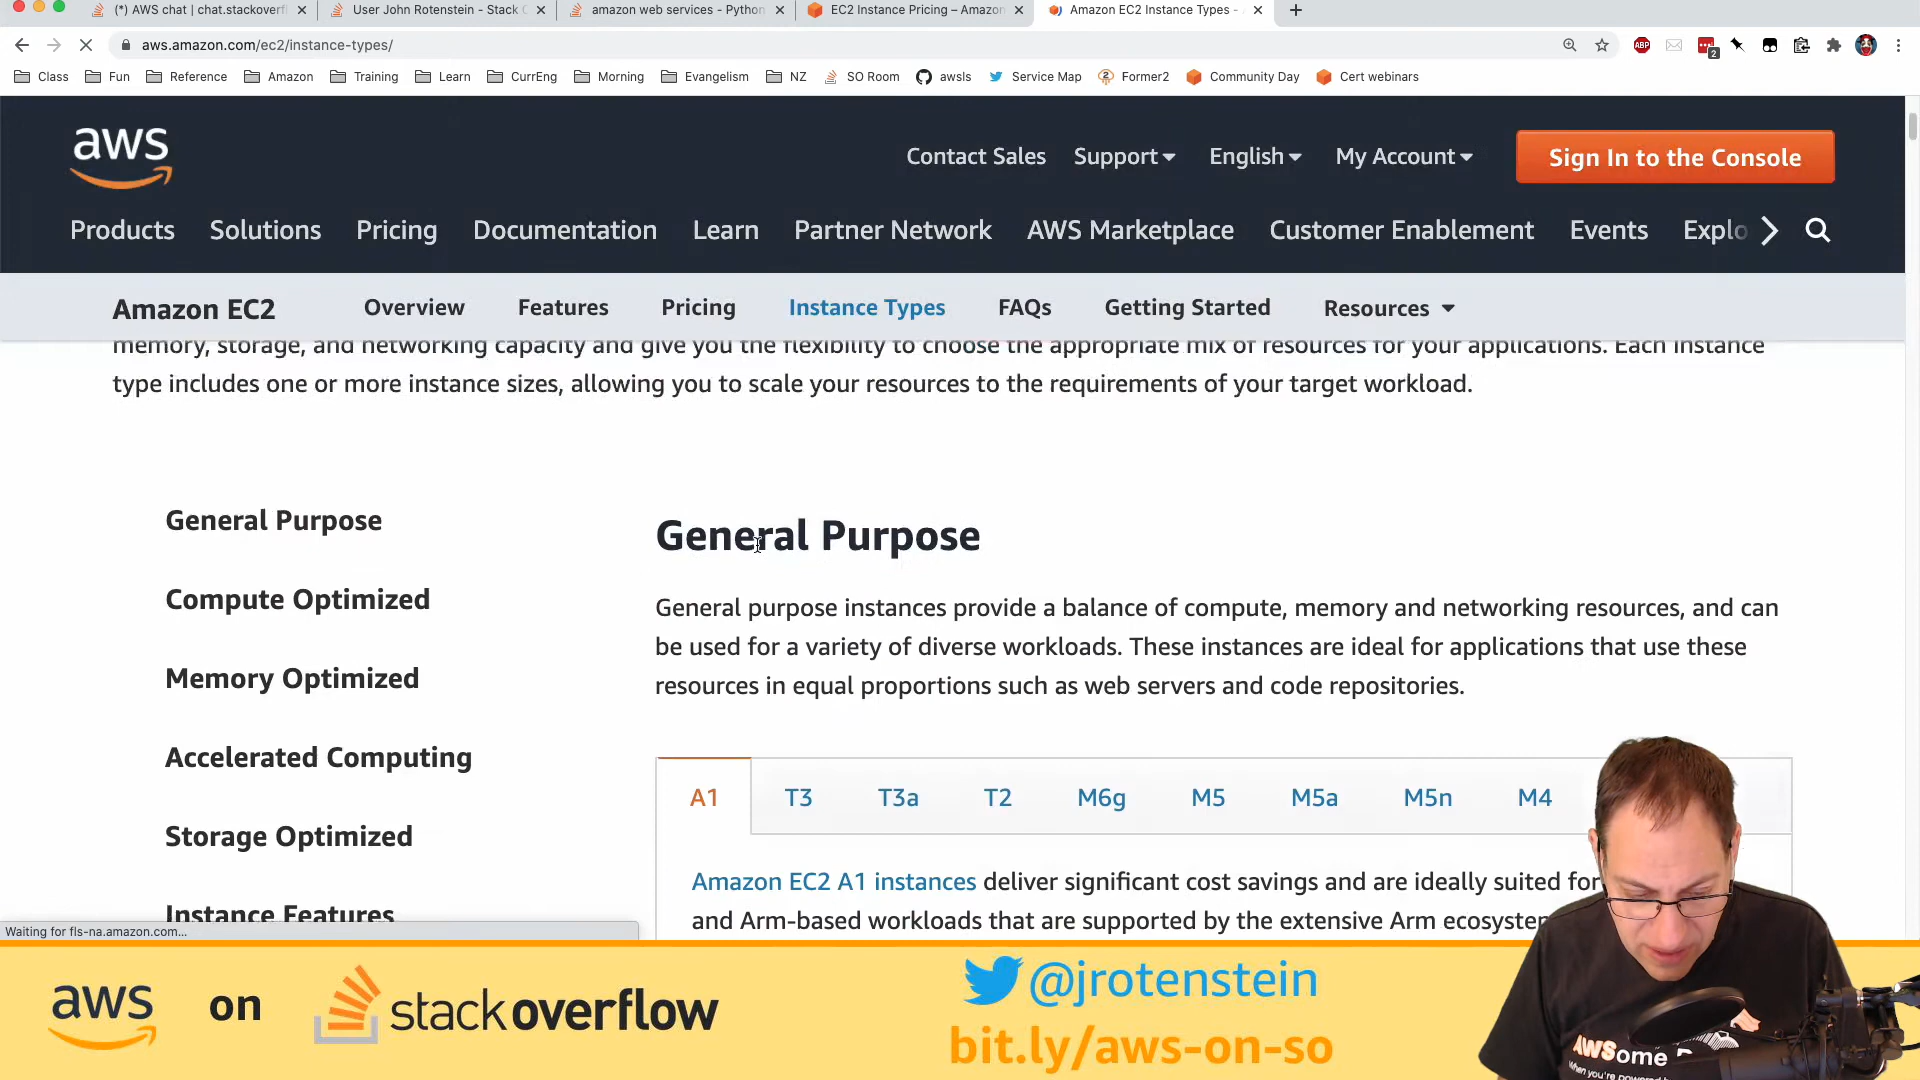 (*) AWS chat | chat.stackoverfl
User John Rotenstein - Stack O
amazon web services - Python
EC2 Instance Pricing – Amazon
Amazon EC2 Instance Types -
aws.amazon.com/ec2/instance-types/
ABP
2
Class
Fun
Reference
Amazon
Training
Learn
CurrEng
Morning
Evangelism
NZ
SO Room
awsls
Service Map
Former2
Community Day
Cert webinars
aws
Contact Sales
Support
English
My Account
Sign In to the Console
Products
Solutions
Pricing
Documentation
Learn
Partner Network
AWS Marketplace
Customer Enablement
Events
Explo
Amazon EC2
Overview
Features
Pricing
Instance Types
FAQs
Getting Started
Resources
memory, storage, and networking capacity and give you the flexibility to choose the appropriate mix of resources for your applications. Each instance
type includes one or more instance sizes, allowing you to scale your resources to the requirements of your target workload.
General Purpose
Compute Optimized
Memory Optimized
Accelerated Computing
Storage Optimized
Instance Features
General Purpose
General purpose instances provide a balance of compute, memory and networking resources, and can
be used for a variety of diverse workloads. These instances are ideal for applications that use these
resources in equal proportions such as web servers and code repositories.
A1
T3
T3a
T2
M6g
M5
M5a
M5n
M4
Amazon EC2 A1 instances deliver significant cost savings and are ideally suited for
and Arm-based workloads that are supported by the extensive Arm ecosystem
Waiting for fls-na.amazon.com...
aws on stackoverflow
@jrotenstein
bit.ly/aws-on-so
AWSome D
When you're powered b